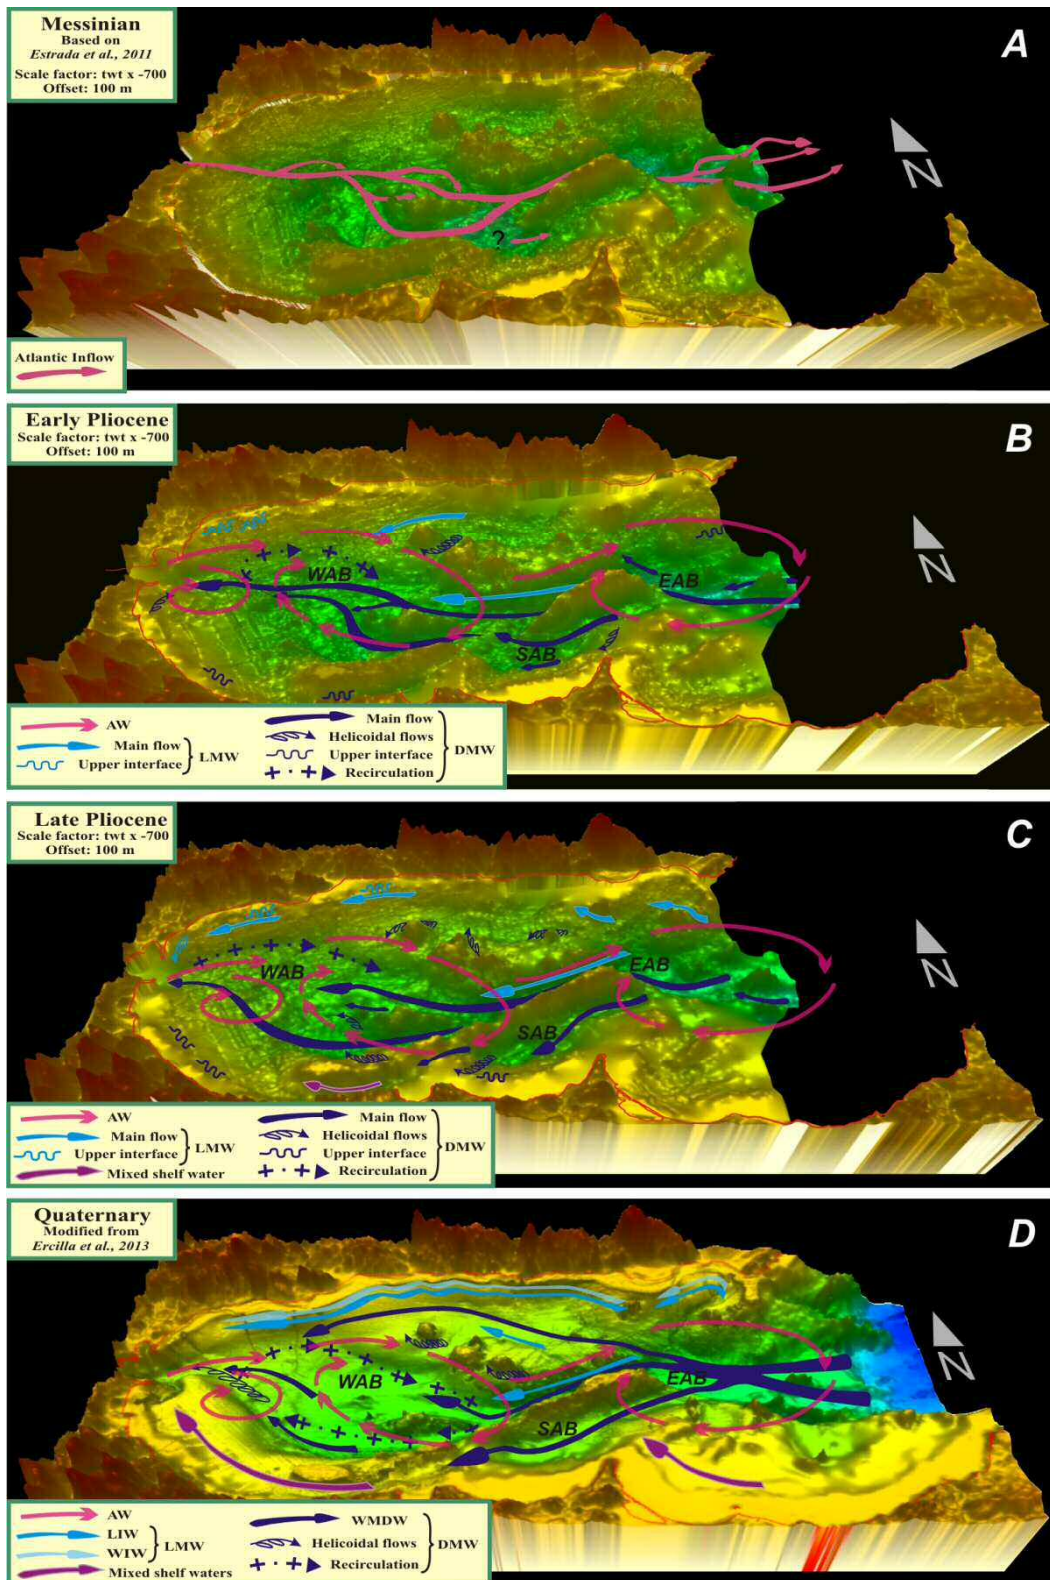 Messinian
Based on
Estrada et al., 2011
Scale factor: twt x -700
Offset: 100 m
A
N
?
Atlantic Inflow
Early Pliocene
Scale factor: twt x -700
Offset: 100 m
B
N
WAB
EAB
SAB
AW
Main flow
Upper interface
LMW
Main flow
Helicoidal flows
Upper interface
Recirculation
DMW
Late Pliocene
Scale factor: twt x -700
Offset: 100 m
C
N
WAB
EAB
SAB
AW
Main flow
Upper interface
LMW
Mixed shelf water
Main flow
Helicoidal flows
Upper interface
Recirculation
DMW
Quaternary
Modified from
Ercilla et al., 2013
D
N
WAB
EAB
SAB
AW
LIW
WIW
LMW
Mixed shelf waters
WMDW
Helicoidal flows
Recirculation
DMW